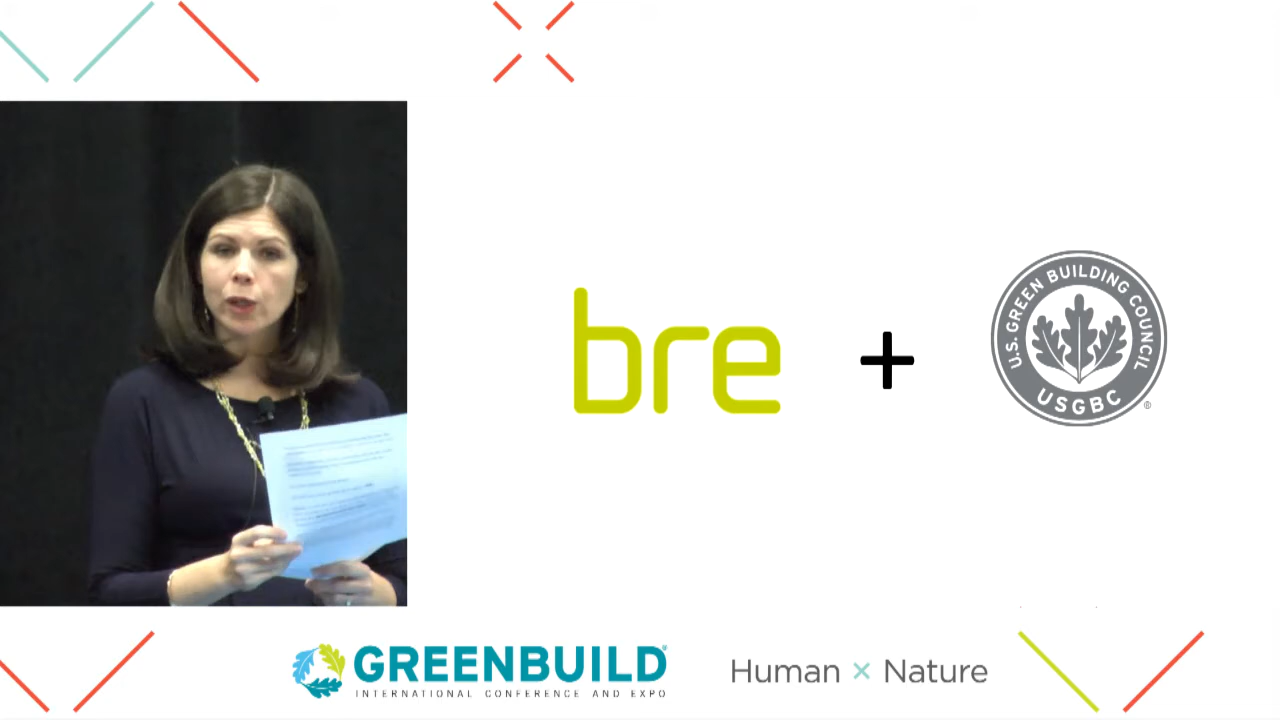 bre
+
U.S. GREEN BUILDING COUNCIL
USGBC
®
GREENBUILD®
INTERNATIONAL CONFERENCE AND EXPO
Human × Nature